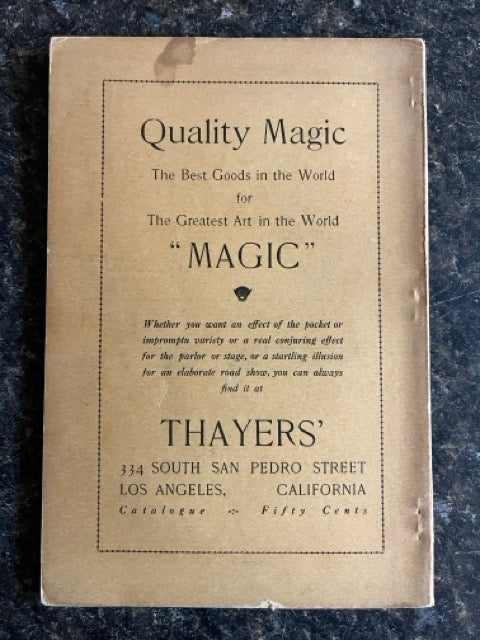 Quality Magic
The Best Goods in the World
for
The Greatest Art in the World
“MAGIC”
Whether you want an effect of the pocket or
impromptu variety or a real conjuring effect
for the parlor or stage, or a startling illusion
for an elaborate road show, you can always
find it at
THAYERS’
334 SOUTH SAN PEDRO STREET
LOS ANGELES, CALIFORNIA
Catalogue -:- Fifty Cents